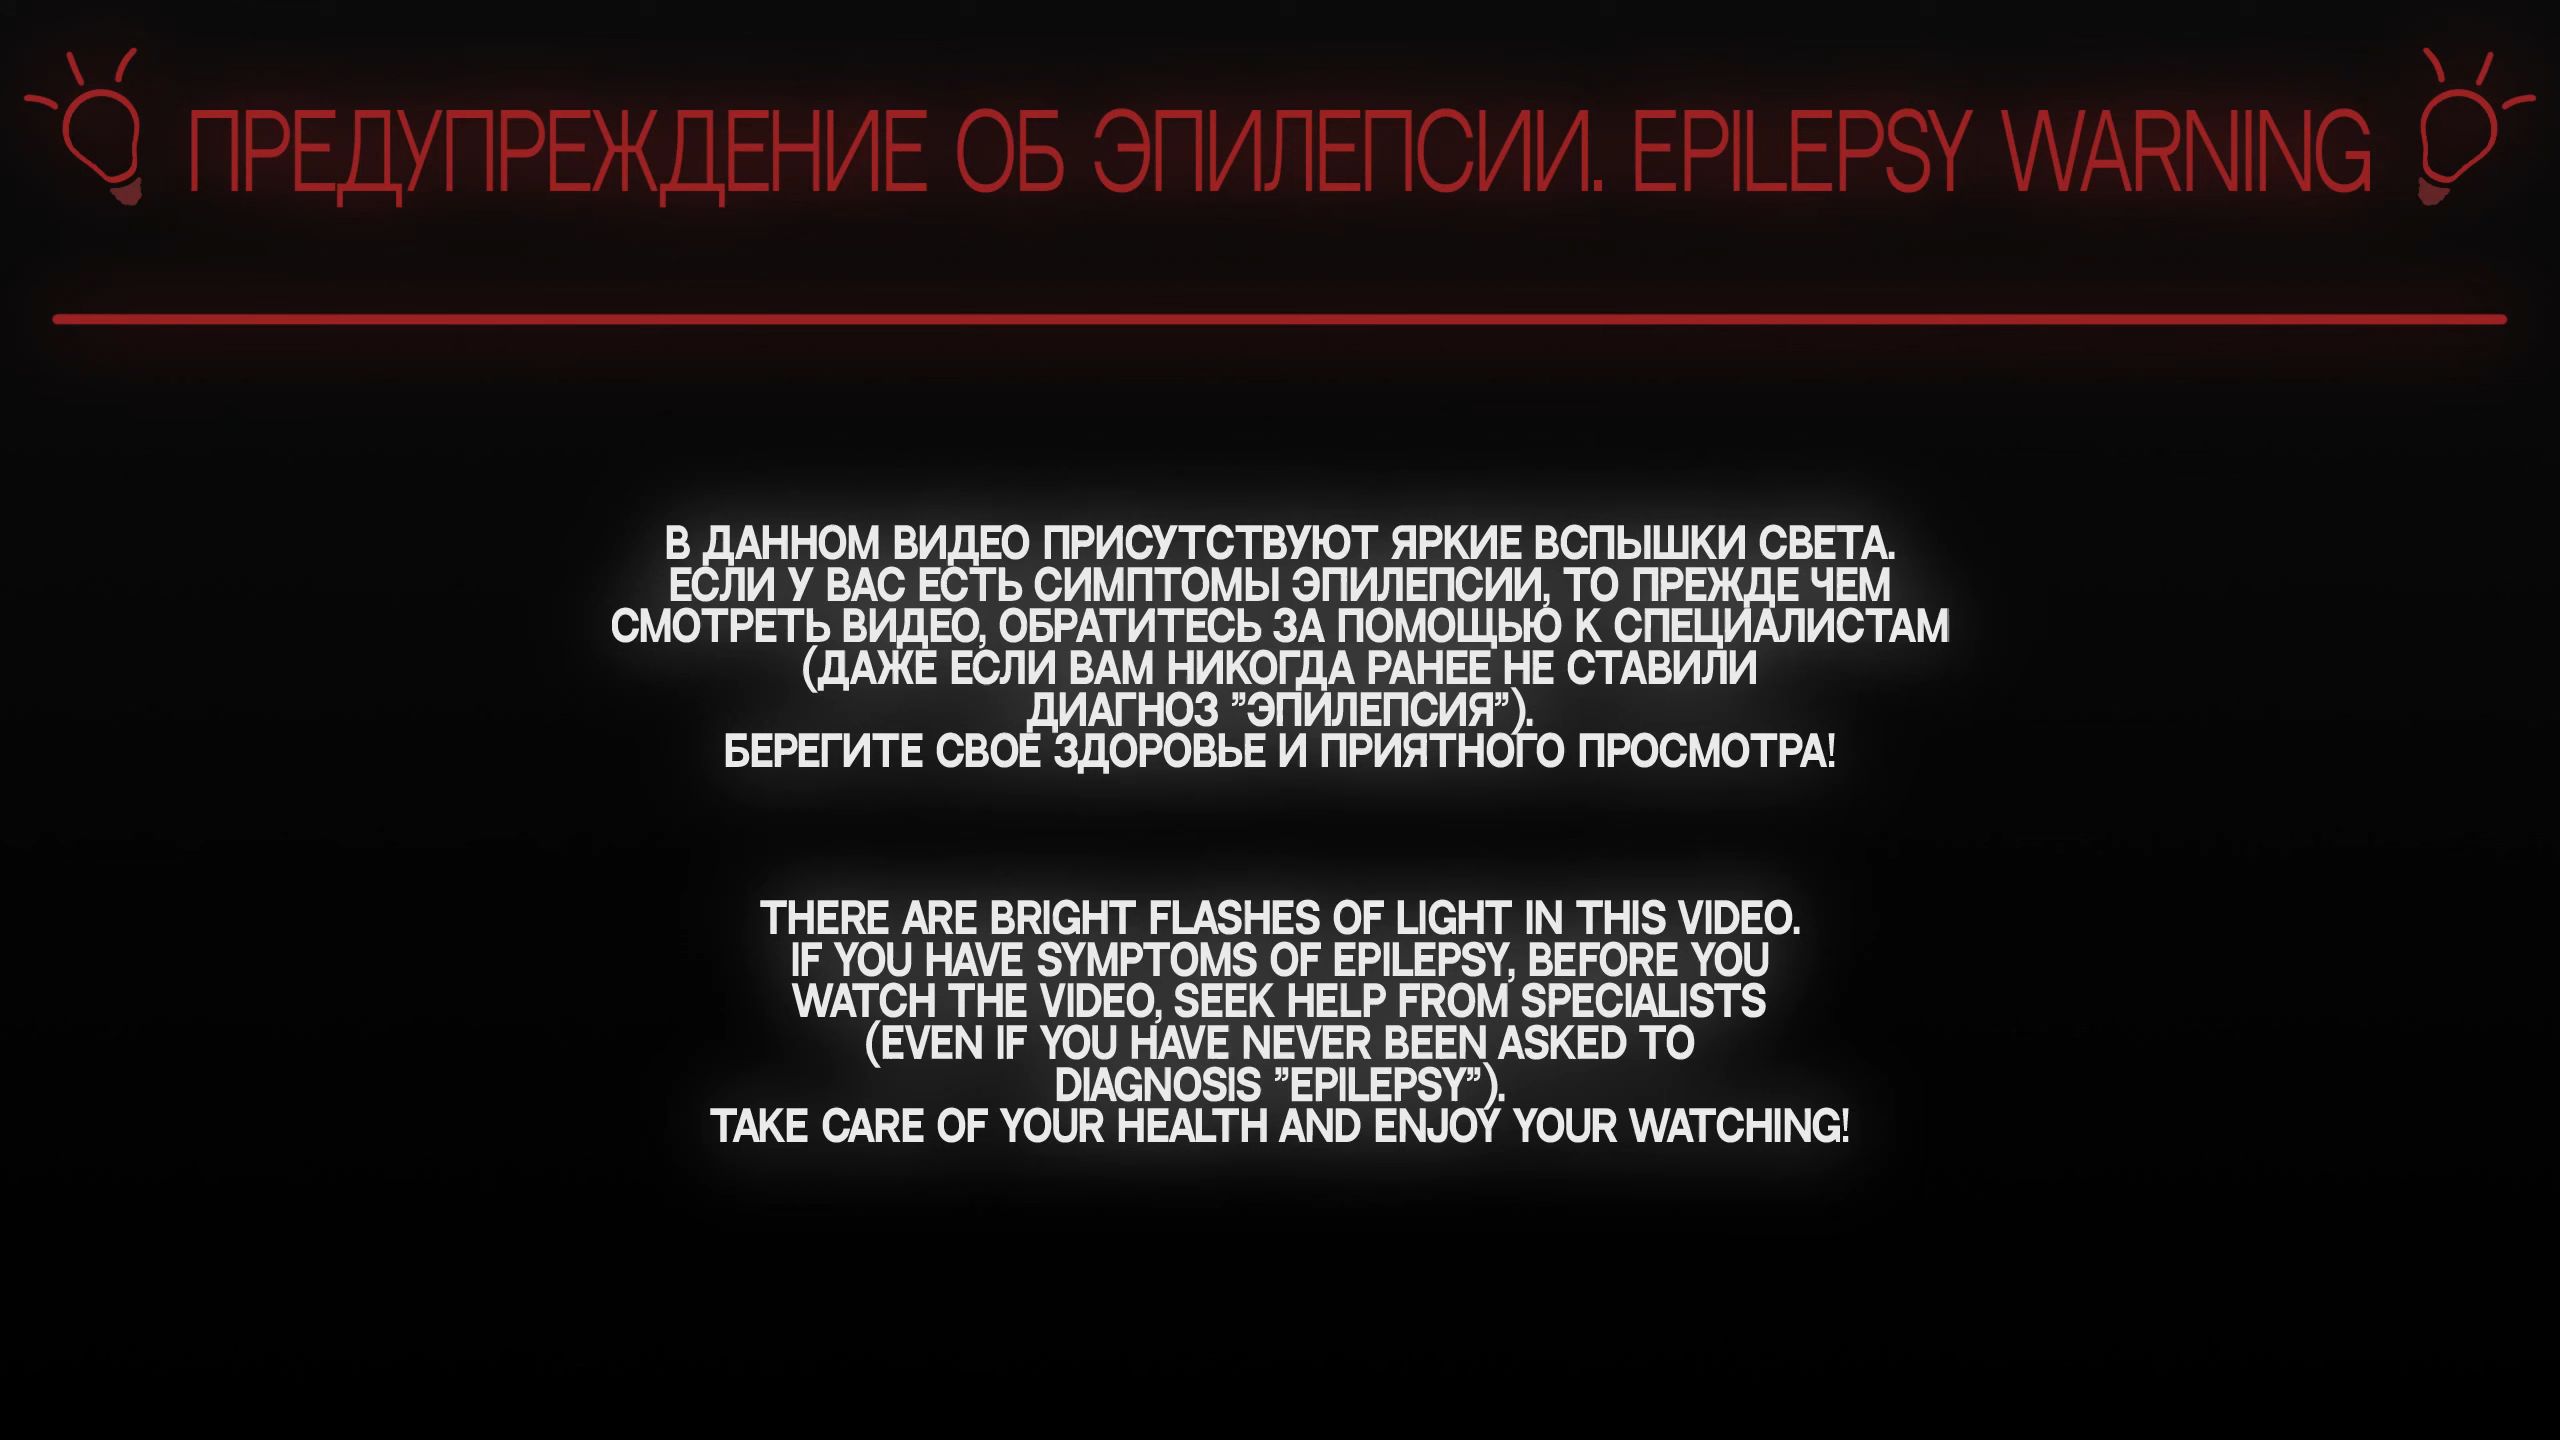 ПРЕДУПРЕЖДЕНИЕ ОБ ЭПИЛЕПСИИ. EPILEPSY WARNING
В ДАННОМ ВИДЕО ПРИСУТСТВУЮТ ЯРКИЕ ВСПЫШКИ СВЕТА.
ЕСЛИ У ВАС ЕСТЬ СИМПТОМЫ ЭПИЛЕПСИИ, ТО ПРЕЖДЕ ЧЕМ
СМОТРЕТЬ ВИДЕО, ОБРАТИТЕСЬ ЗА ПОМОЩЬЮ К СПЕЦИАЛИСТАМ
(ДАЖЕ ЕСЛИ ВАМ НИКОГДА РАНЕЕ НЕ СТАВИЛИ
ДИАГНОЗ ”ЭПИЛЕПСИЯ”).
БЕРЕГИТЕ СВОЕ ЗДОРОВЬЕ И ПРИЯТНОГО ПРОСМОТРА!
THERE ARE BRIGHT FLASHES OF LIGHT IN THIS VIDEO.
IF YOU HAVE SYMPTOMS OF EPILEPSY, BEFORE YOU
WATCH THE VIDEO, SEEK HELP FROM SPECIALISTS
(EVEN IF YOU HAVE NEVER BEEN ASKED TO
DIAGNOSIS ”EPILEPSY”).
TAKE CARE OF YOUR HEALTH AND ENJOY YOUR WATCHING!